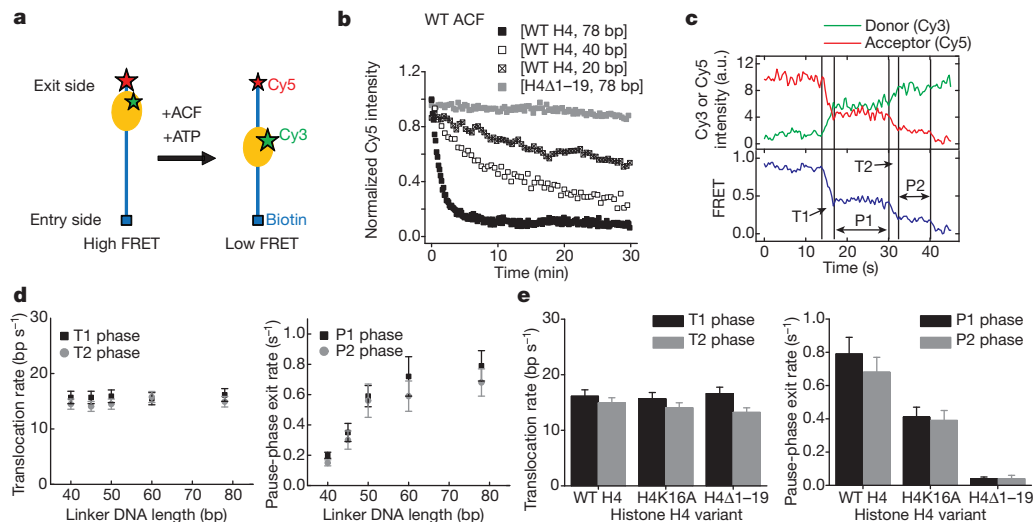 a
Exit side
Cy5
+ACF
+ATP
Cy3
Entry side
Biotin
High FRET
Low FRET
b
WT ACF
[WT H4, 78 bp]
[WT H4, 40 bp]
[WT H4, 20 bp]
[H4Δ1–19, 78 bp]
Normalized Cy5 intensity
1.0
0.8
0.6
0.4
0.2
0.0
0
10
20
30
Time (min)
c
Donor (Cy3)
Acceptor (Cy5)
Cy3 or Cy5
intensity (a.u.)
12
8
4
0
FRET
1.0
0.5
0.0
T2
P2
T1
P1
0
10
20
30
40
Time (s)
d
T1 phase
T2 phase
Translocation rate (bp s⁻¹)
30
20
10
0
40 50 60 70 80
Linker DNA length (bp)
P1 phase
P2 phase
Pause-phase exit rate (s⁻¹)
1.0
0.8
0.6
0.4
0.2
0.0
40 50 60 70 80
Linker DNA length (bp)
e
T1 phase
T2 phase
Translocation rate (bp s⁻¹)
30
20
10
0
WT H4 H4K16A H4Δ1–19
Histone H4 variant
P1 phase
P2 phase
Pause-phase exit rate (s⁻¹)
1.0
0.8
0.6
0.4
0.2
0.0
WT H4 H4K16A H4Δ1–19
Histone H4 variant